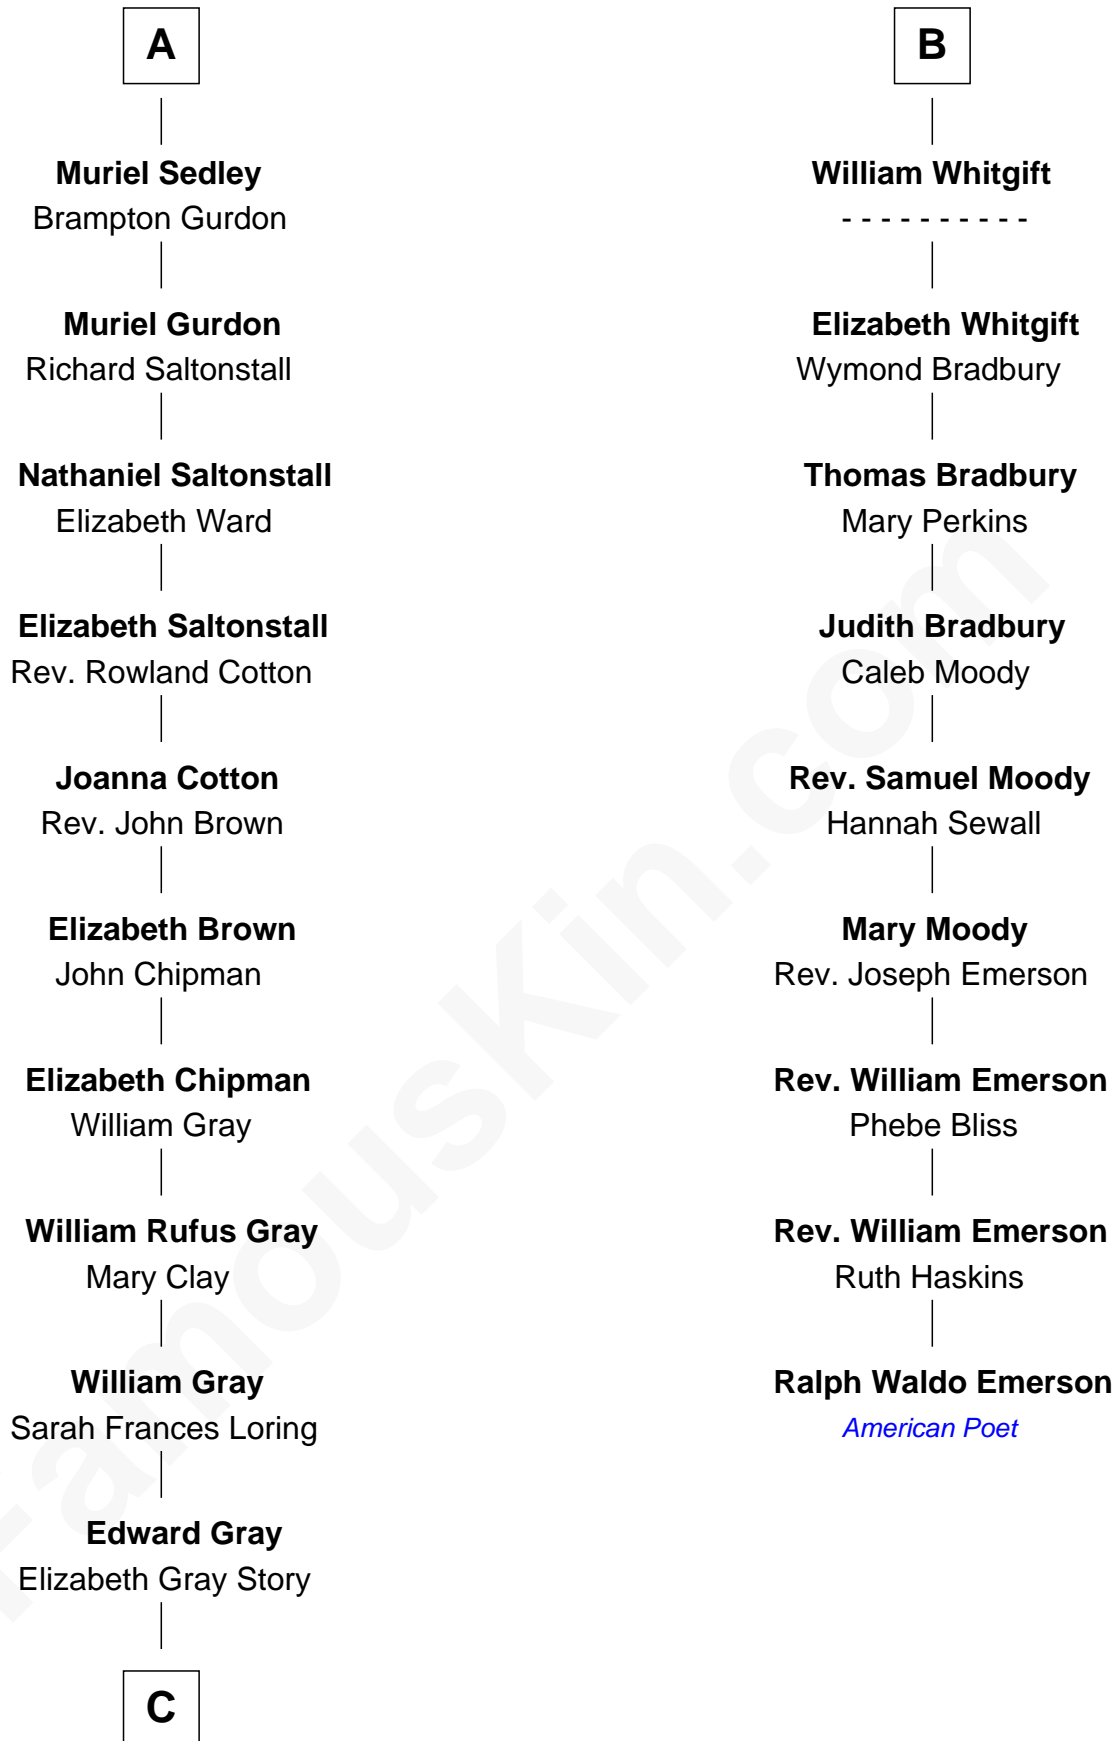 A
Muriel Sedley
Brampton Gurdon
Muriel Gurdon
Richard Saltonstall
Nathaniel Saltonstall
Elizabeth Ward
Elizabeth Saltonstall
Rev. Rowland Cotton
Joanna Cotton
Rev. John Brown
Elizabeth Brown
John Chipman
Elizabeth Chipman
William Gray
William Rufus Gray
Mary Clay
William Gray
Sarah Frances Loring
Edward Gray
Elizabeth Gray Story
C
B
William Whitgift
- - - - - - - - - -
Elizabeth Whitgift
Wymond Bradbury
Thomas Bradbury
Mary Perkins
Judith Bradbury
Caleb Moody
Rev. Samuel Moody
Hannah Sewall
Mary Moody
Rev. Joseph Emerson
Rev. William Emerson
Phebe Bliss
Rev. William Emerson
Ruth Haskins
Ralph Waldo Emerson
American Poet
FamousKin.com